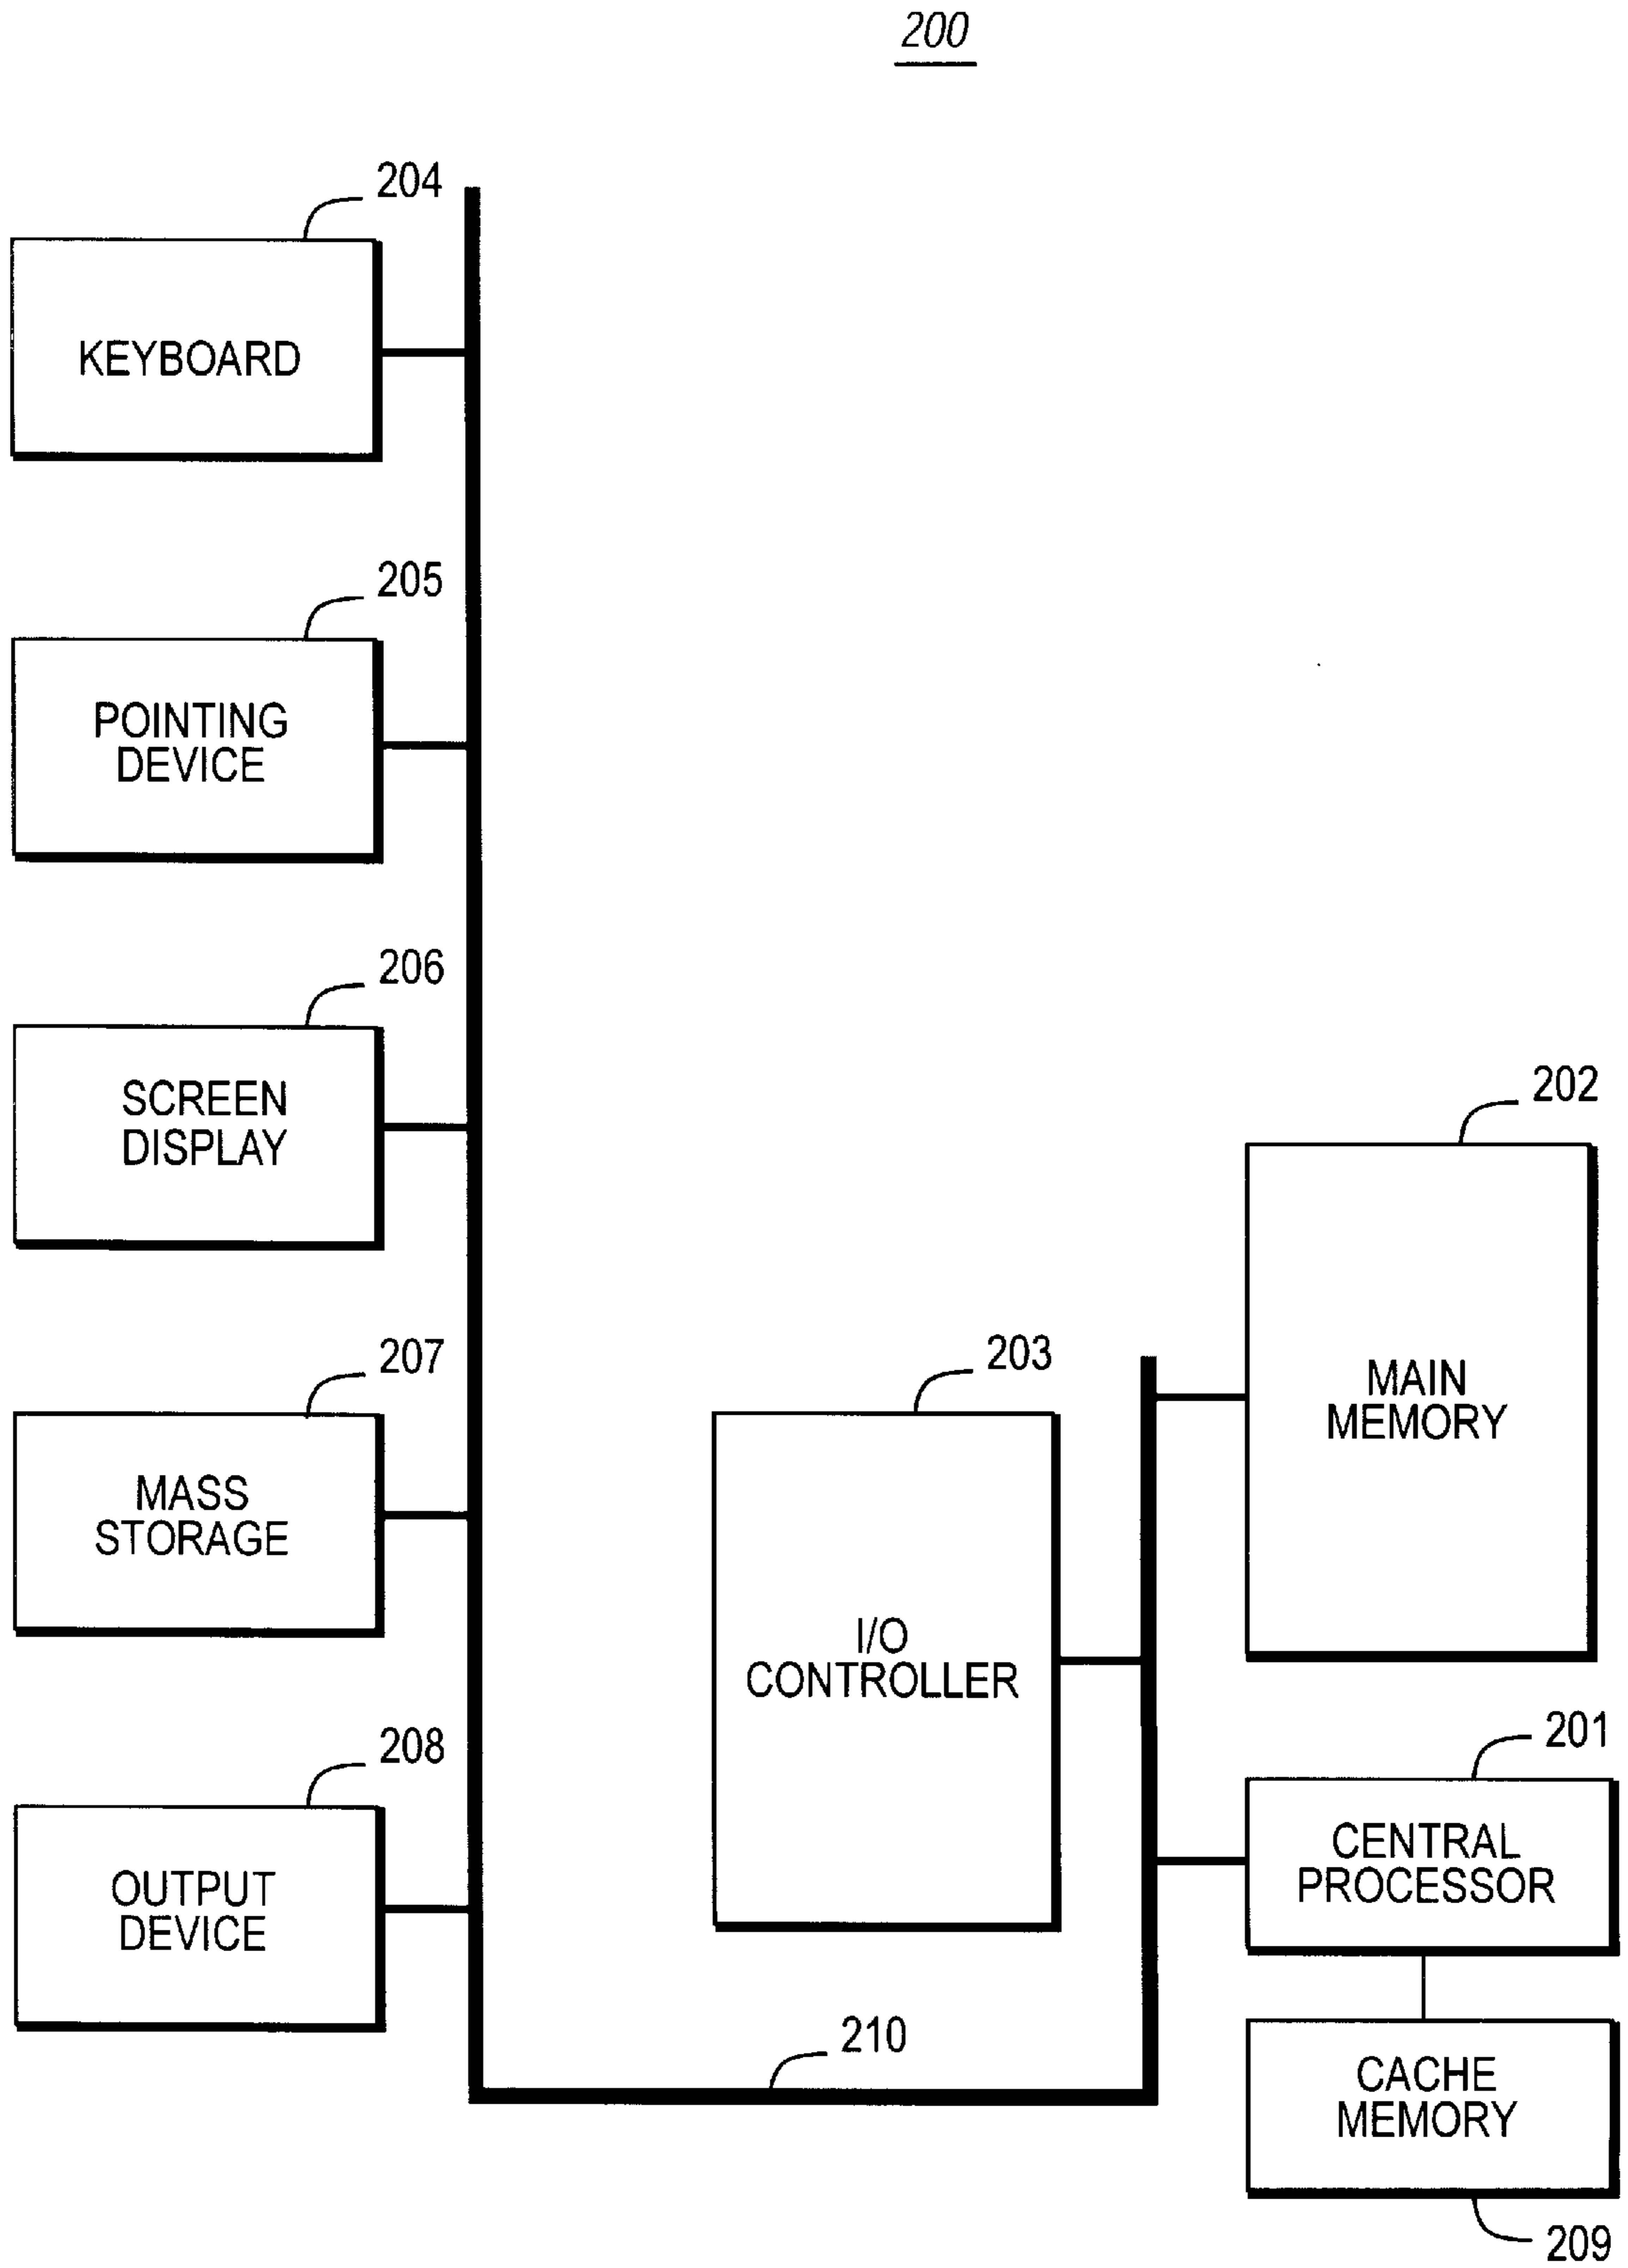 200
204
KEYBOARD
205
POINTING
DEVICE
206
SCREEN
DISPLAY
207
MASS
STORAGE
208
OUTPUT
DEVICE
202
MAIN
MEMORY
203
I/O
CONTROLLER
201
CENTRAL
PROCESSOR
210
CACHE
MEMORY
209